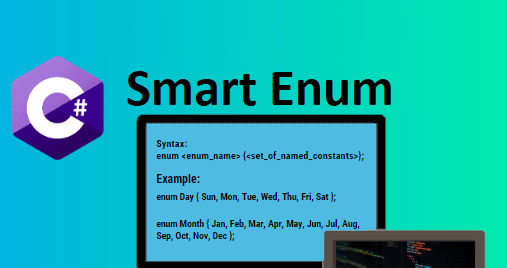 C#
Smart Enum
Syntax:
enum <enum_name> {<set_of_named_constants>};
Example:
enum Day { Sun, Mon, Tue, Wed, Thu, Fri, Sat };
enum Month { Jan, Feb, Mar, Apr, May, Jun, Jul, Aug,
Sep, Oct, Nov, Dec };